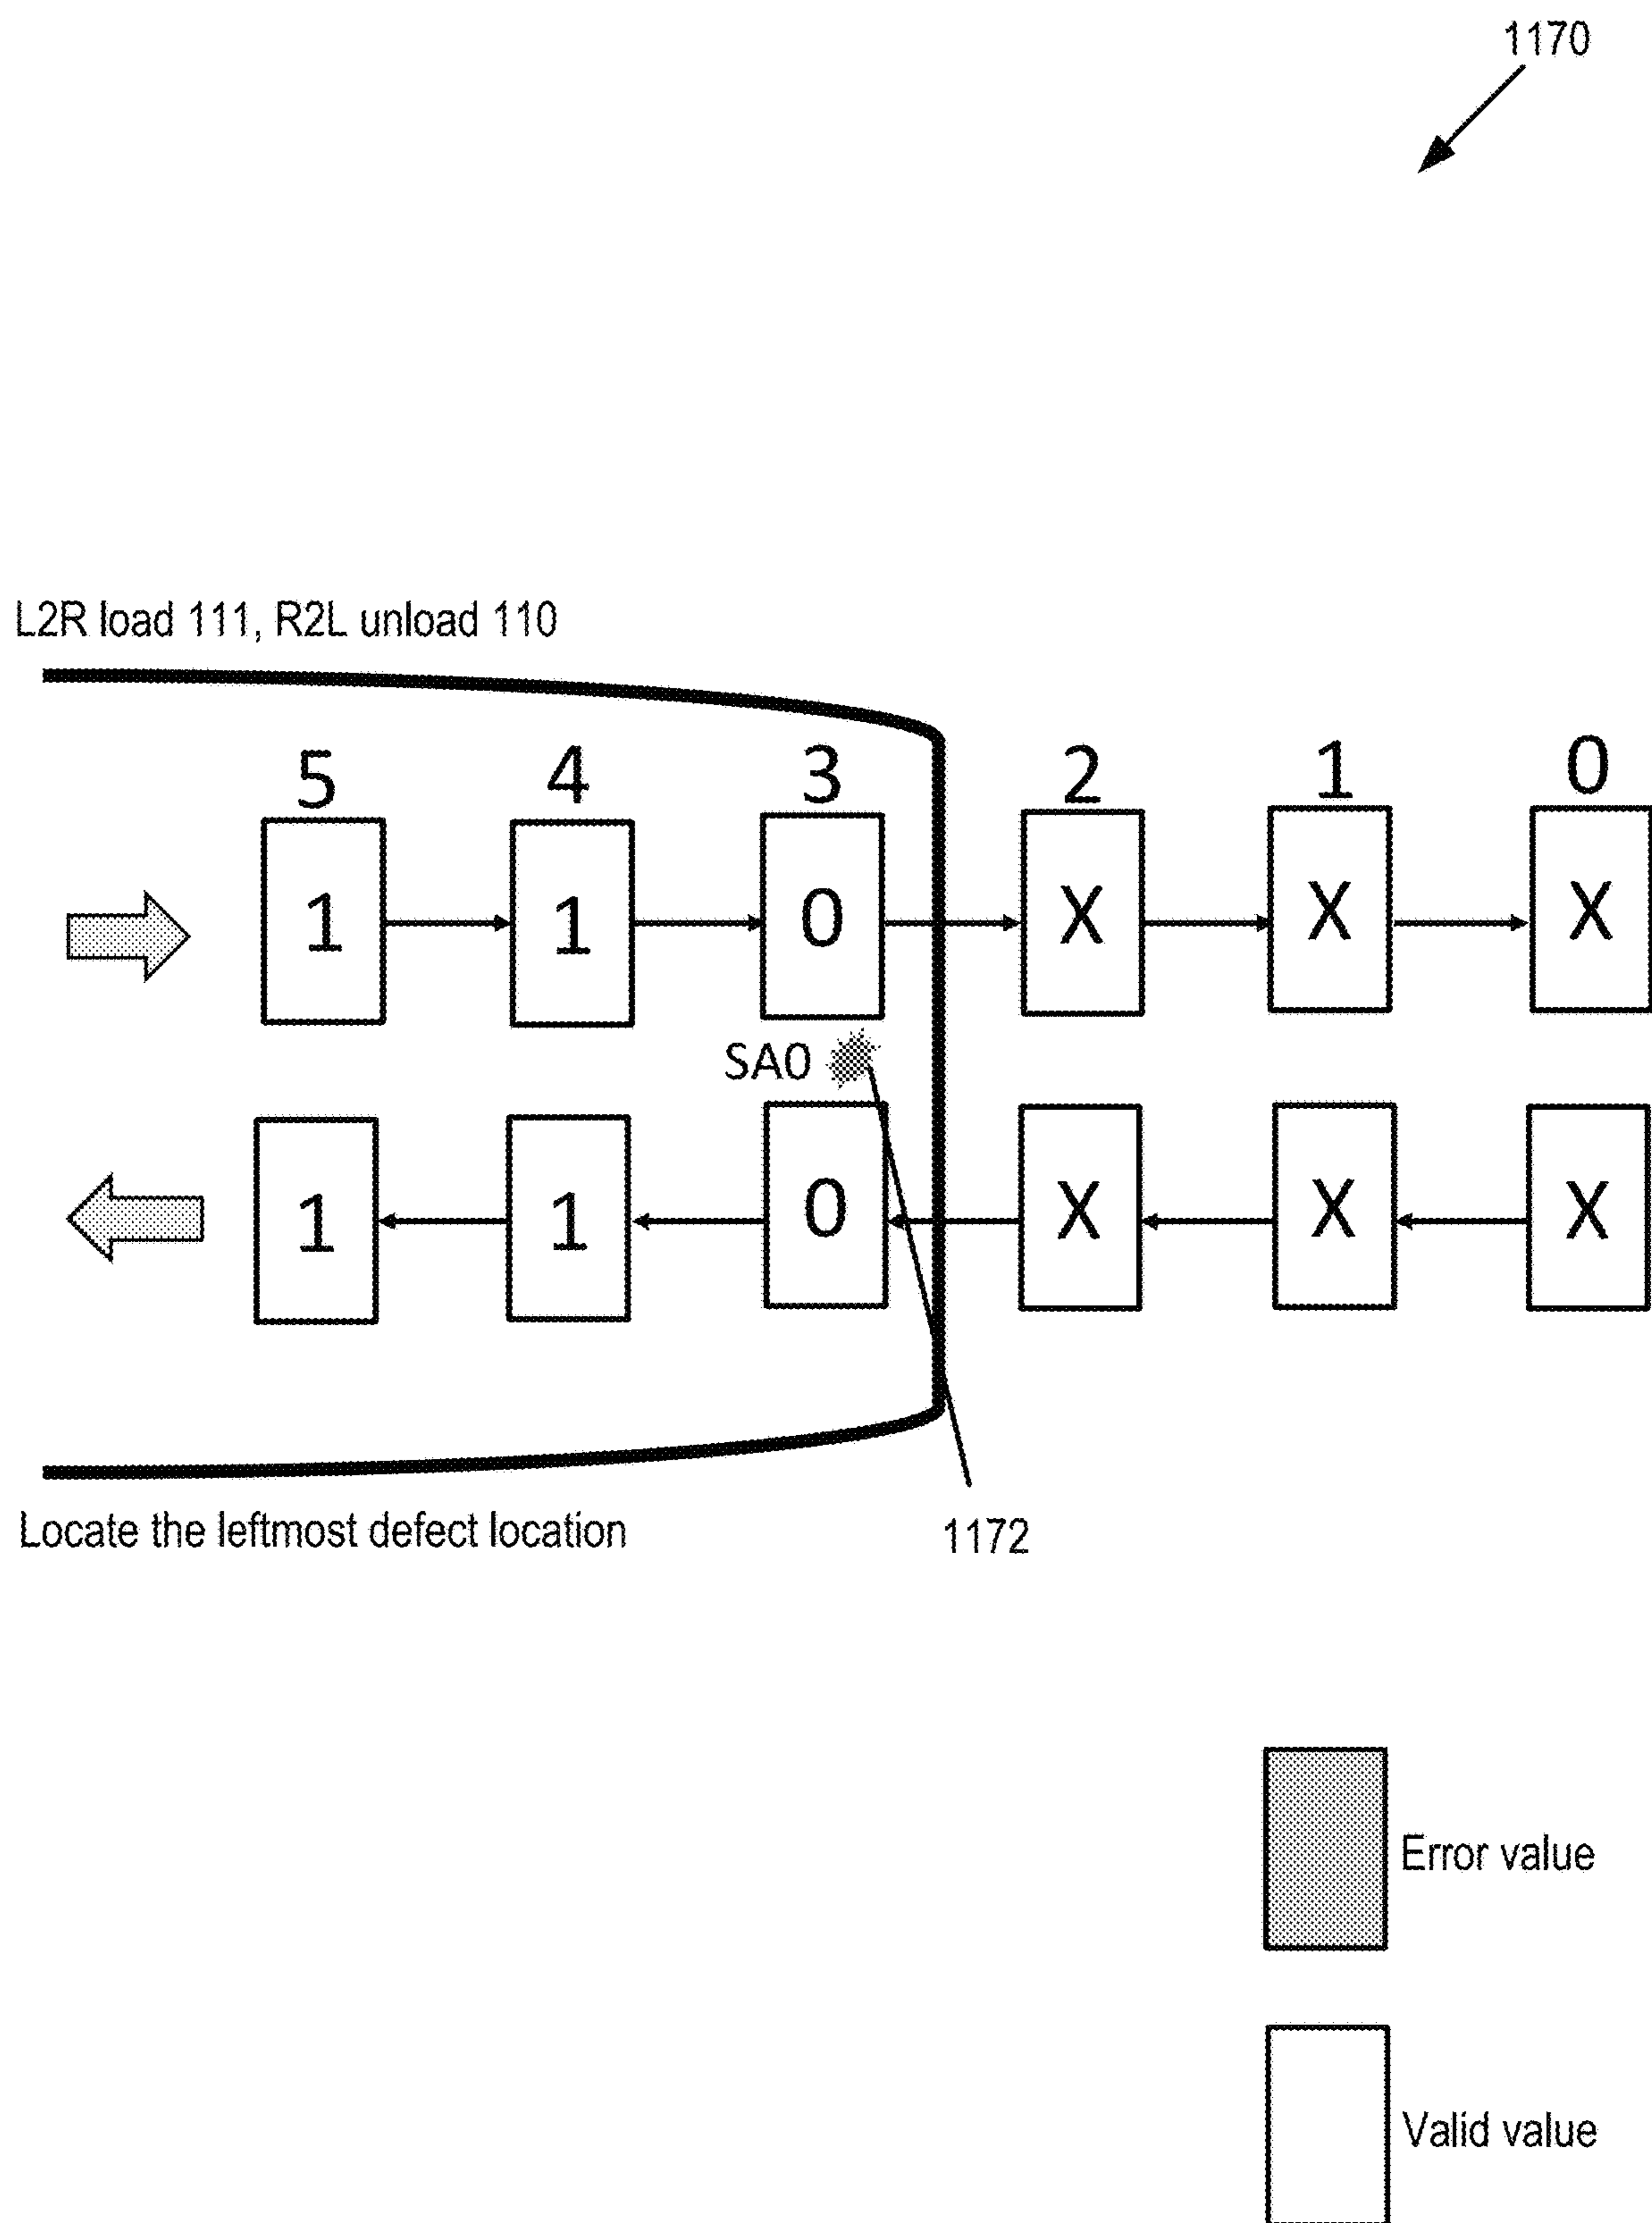 1170
L2R load 111, R2L unload 110
5 4 3 2 1 0
1 1 0 X X X
SA0
1 1 0 X X X
Locate the leftmost defect location
1172
Error value
Valid value